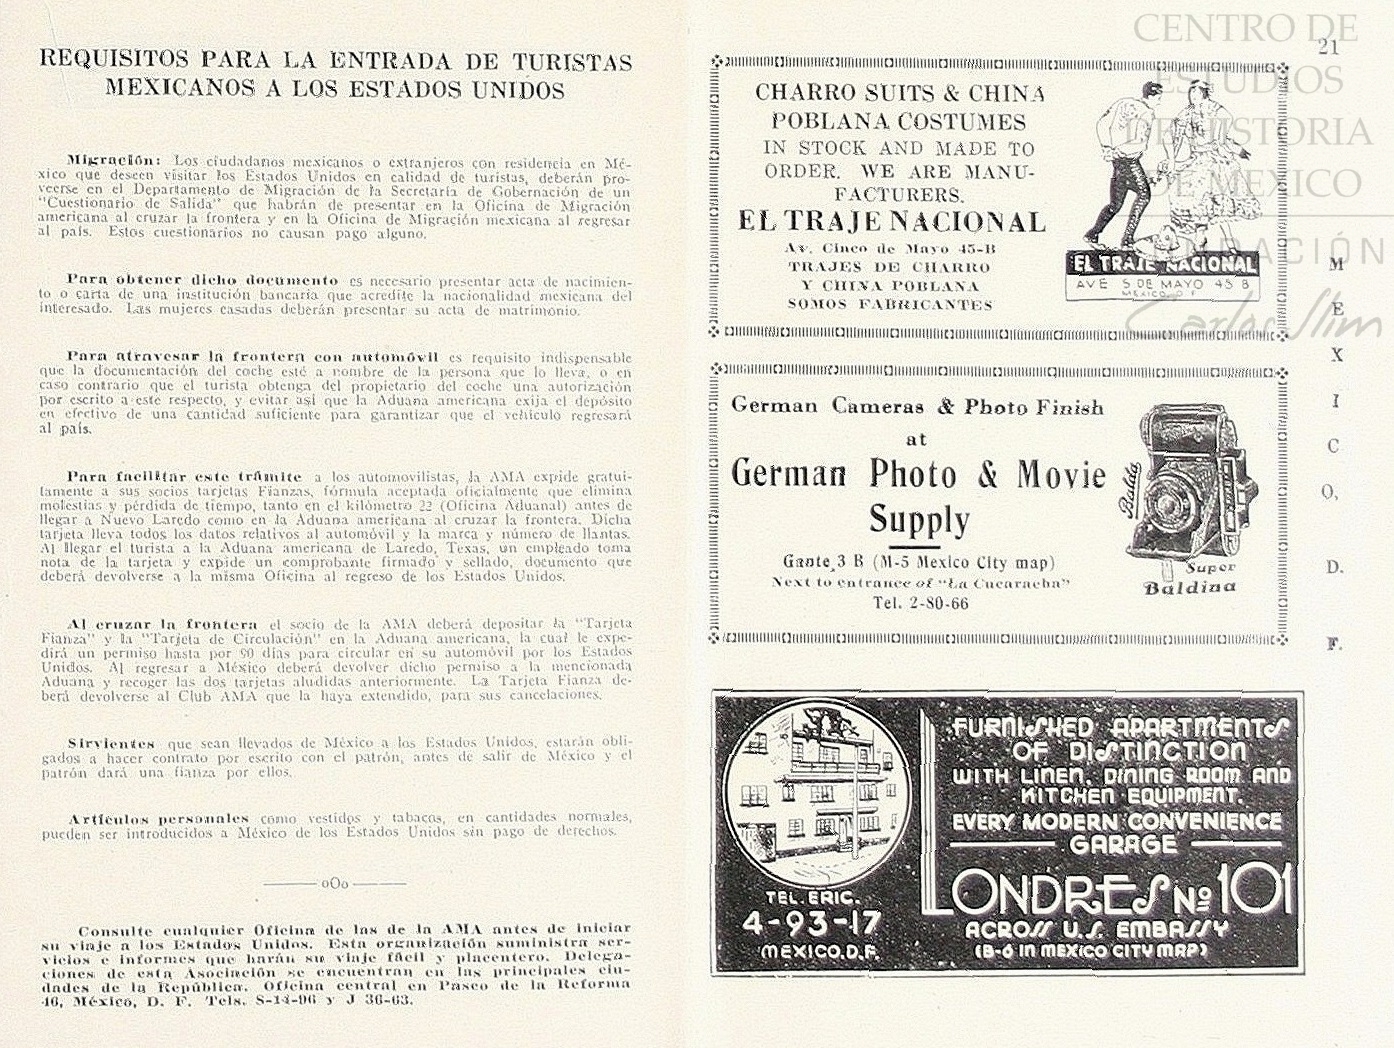 REQUISITOS PARA LA ENTRADA DE TURISTAS
MEXICANOS A LOS ESTADOS UNIDOS
Migración: Los ciudadanos mexicanos o extranjeros con residencia en Mé-
xico que deseen visitar los Estados Unidos en calidad de turistas, deberán pro-
veerse en el Departamento de Migración de la Secretaría de Gobernación de un
"Cuestionario de Salida" que habrán de presentar en la Oficina de Migración
americana al cruzar la frontera y en la Oficina de Migración mexicana al regresar
al país. Estos cuestionarios no causan pago alguno.
Para obtener dicho documento es necesario presentar acta de nacimien-
to o carta de una institución bancaria que acredite la nacionalidad mexicana del
interesado. Las mujeres casadas deberán presentar su acta de matrimonio.
Para atravesar la frontera con automóvil es requisito indispensable
que la documentación del coche esté a nombre de la persona que lo lleva, o en
caso contrario que el turista obtenga del propietario del coche una autorización
por escrito a este respecto, y evitar así que la Aduana americana exija el depósito
en efectivo de una cantidad suficiente para garantizar que el vehículo regresará
al país.
Para facilitar este trámite a los automovilistas, la AMA expide gratui-
tamente a sus socios tarjetas Fianzas, fórmula aceptada oficialmente que elimina
molestias y pérdida de tiempo, tanto en el kilómetro 22 (Oficina Aduanal) antes de
llegar a Nuevo Laredo como en la Aduana americana al cruzar la frontera. Dicha
tarjeta lleva todos los datos relativos al automóvil y la marca y número de llantas.
Al llegar el turista a la Aduana americana de Laredo, Texas, un empleado toma
nota de la tarjeta y expide un comprobante firmado y sellado, documento que
deberá devolverse a la misma Oficina al regreso de los Estados Unidos.
Al cruzar la frontera el socio de la AMA deberá depositar la "Tarjeta
Fianza" y la "Tarjeta de Circulación" en la Aduana americana, la cual le expe-
dirá un permiso hasta por 90 días para circular en su automóvil por los Estados
Unidos. Al regresar a México deberá devolver dicho permiso a la mencionada
Aduana y recoger las dos tarjetas aludidas anteriormente. La Tarjeta Fianza de-
berá devolverse al Club AMA que la haya extendido, para sus cancelaciones.
Sirvientes que sean llevados de México a los Estados Unidos, estarán obli-
gados a hacer contrato por escrito con el patrón, antes de salir de México y el
patrón dará una fianza por ellos.
Artículos personales como vestidos y tabacos, en cantidades normales,
pueden ser introducidos a México de los Estados Unidos sin pago de derechos.
oOo
Consulte cualquier Oficina de las de la AMA antes de iniciar
su viaje a los Estados Unidos. Esta organización suministra ser-
vicios e informes que harán su viaje fácil y placentero. Delega-
ciones de esta Asociación se encuentran en las principales ciu-
dades de la República. Oficina central en Paseo de la Reforma
46, México, D. F. Tels. S-14-96 y J 36-63.
21
CHARRO SUITS & CHINA
POBLANA COSTUMES
IN STOCK AND MADE TO
ORDER. WE ARE MANU-
FACTURERS.
EL TRAJE NACIONAL
Av. Cinco de Mayo 45-B
TRAJES DE CHARRO
Y CHINA POBLANA
SOMOS FABRICANTES
EL TRAJE NACIONAL
AVE 5 DE MAYO 45 B
MEXICO D F
German Cameras & Photo Finish
at
German Photo & Movie
Supply
Gante 3 B (M-5 Mexico City map)
Next to entrance of "La Cucaracha"
Tel. 2-80-66
Balda
Super
Baldina
TEL. ERIC.
4-93-17
MEXICO.D.F.
FURNISHED APARTMENTS
OF DISTINCTION
WITH LINEN, DINING ROOM AND
KITCHEN EQUIPMENT.
EVERY MODERN CONVENIENCE
GARAGE
LONDRES No 101
ACROSS U.S. EMBASSY
(B-6 IN MEXICO CITY MAP)
MEXICO, D. F.
CENTRO DE
ESTUDIOS
DE HISTORIA
DE MEXICO
FUNDACIÓN
Carlos Slim